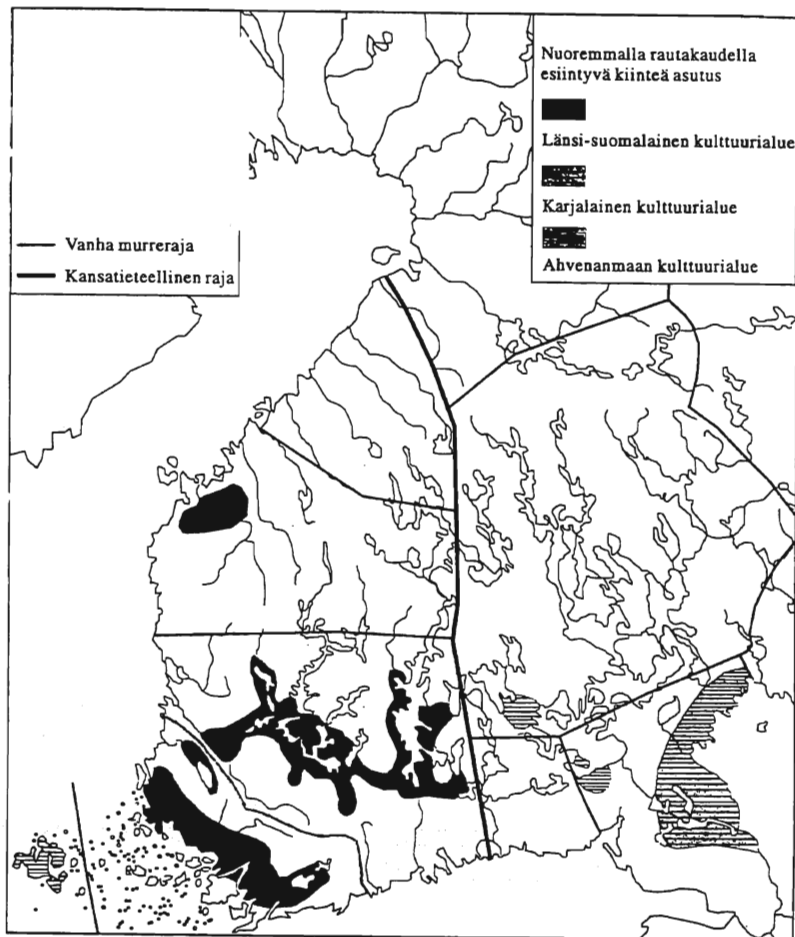 Nuoremmalla rautakaudella
esiintyvä kiinteä asutus
Länsi-suomalainen kulttuurialue
Karjalainen kulttuurialue
Ahvenanmaan kulttuurialue
Vanha murreraja
Kansatieteellinen raja